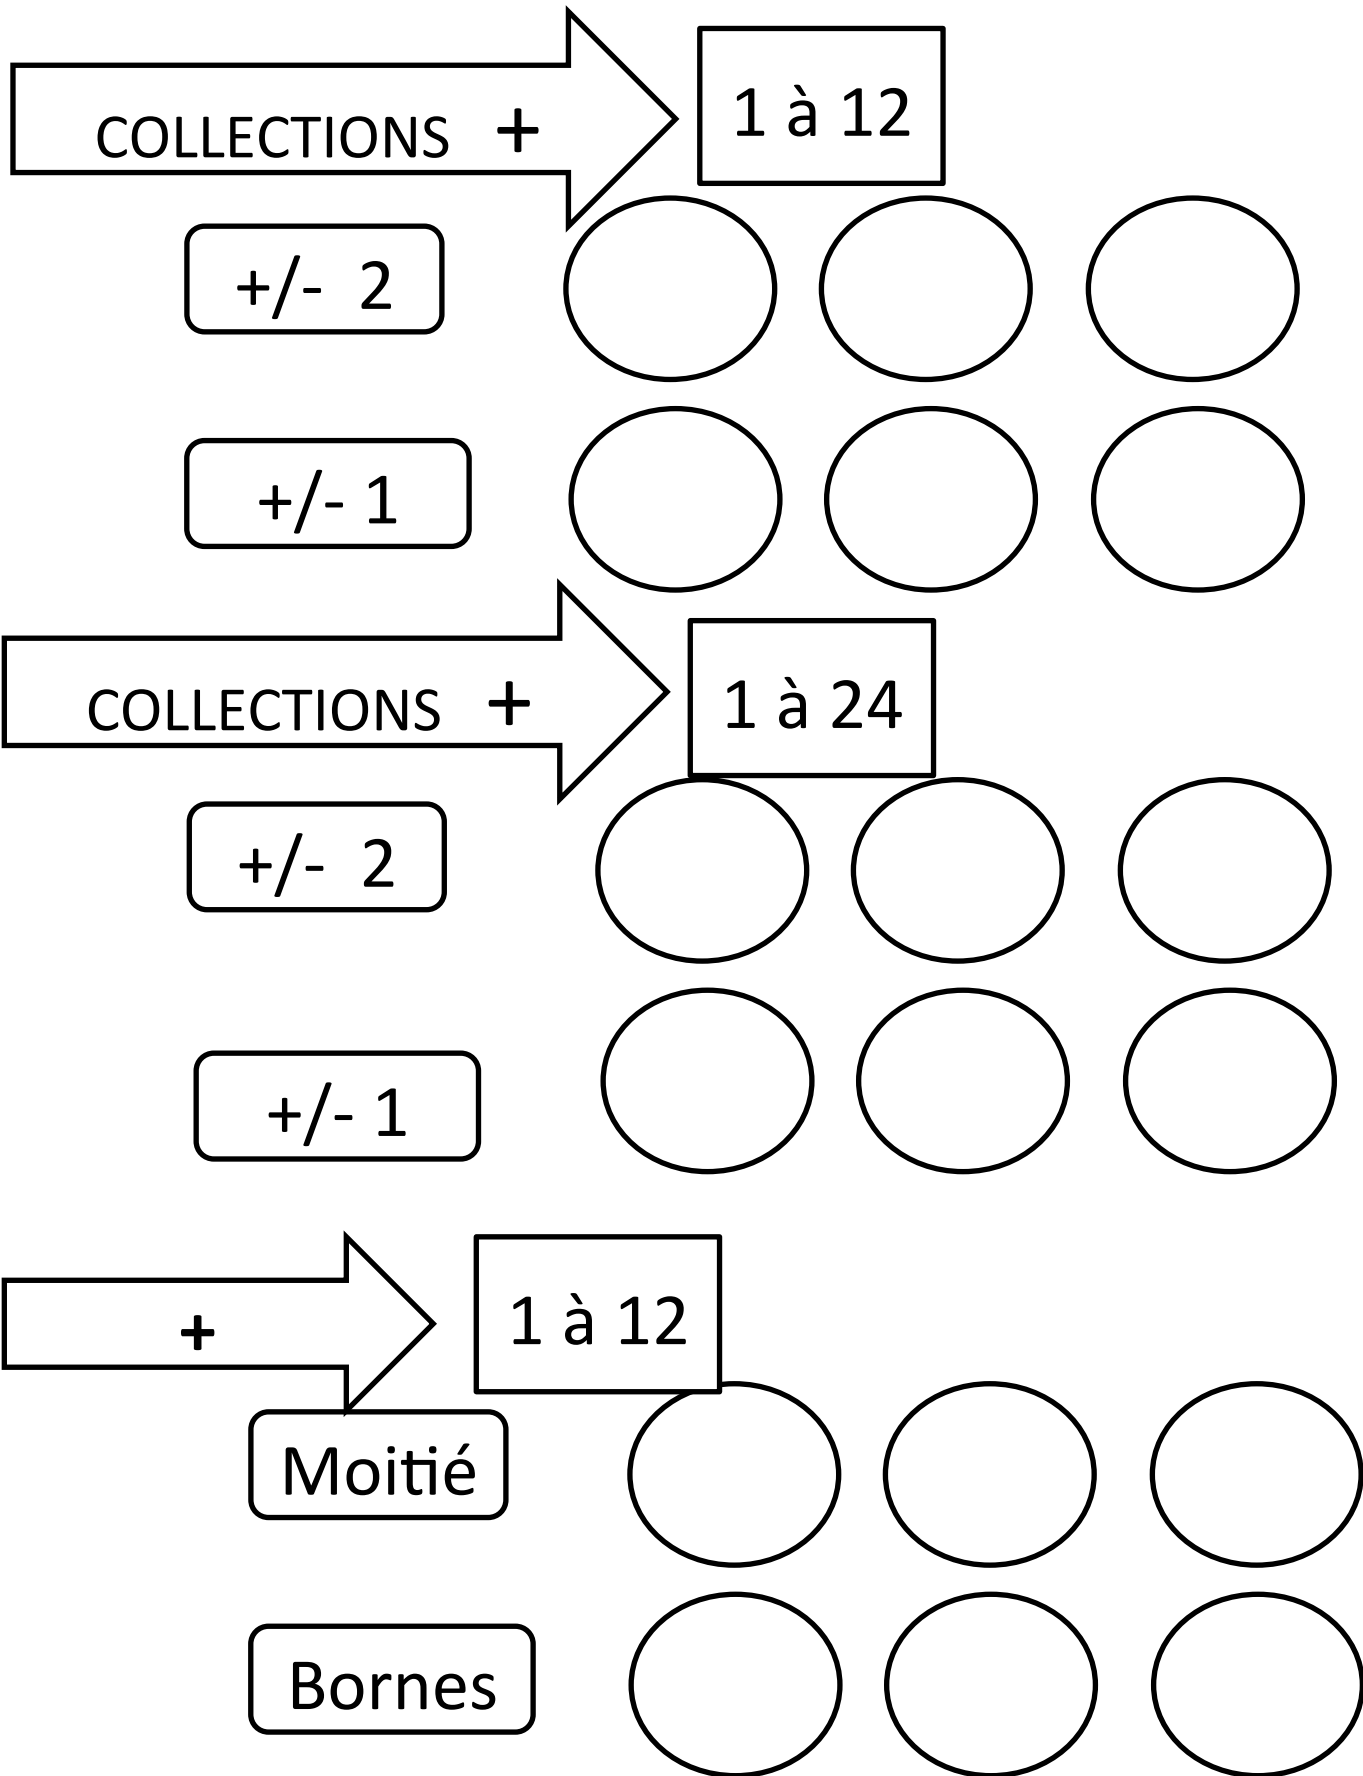 COLLECTIONS +
1 à 12
+/- 2
+/- 1
COLLECTIONS +
1 à 24
+/- 2
+/- 1
+
1 à 12
Moitié
Bornes